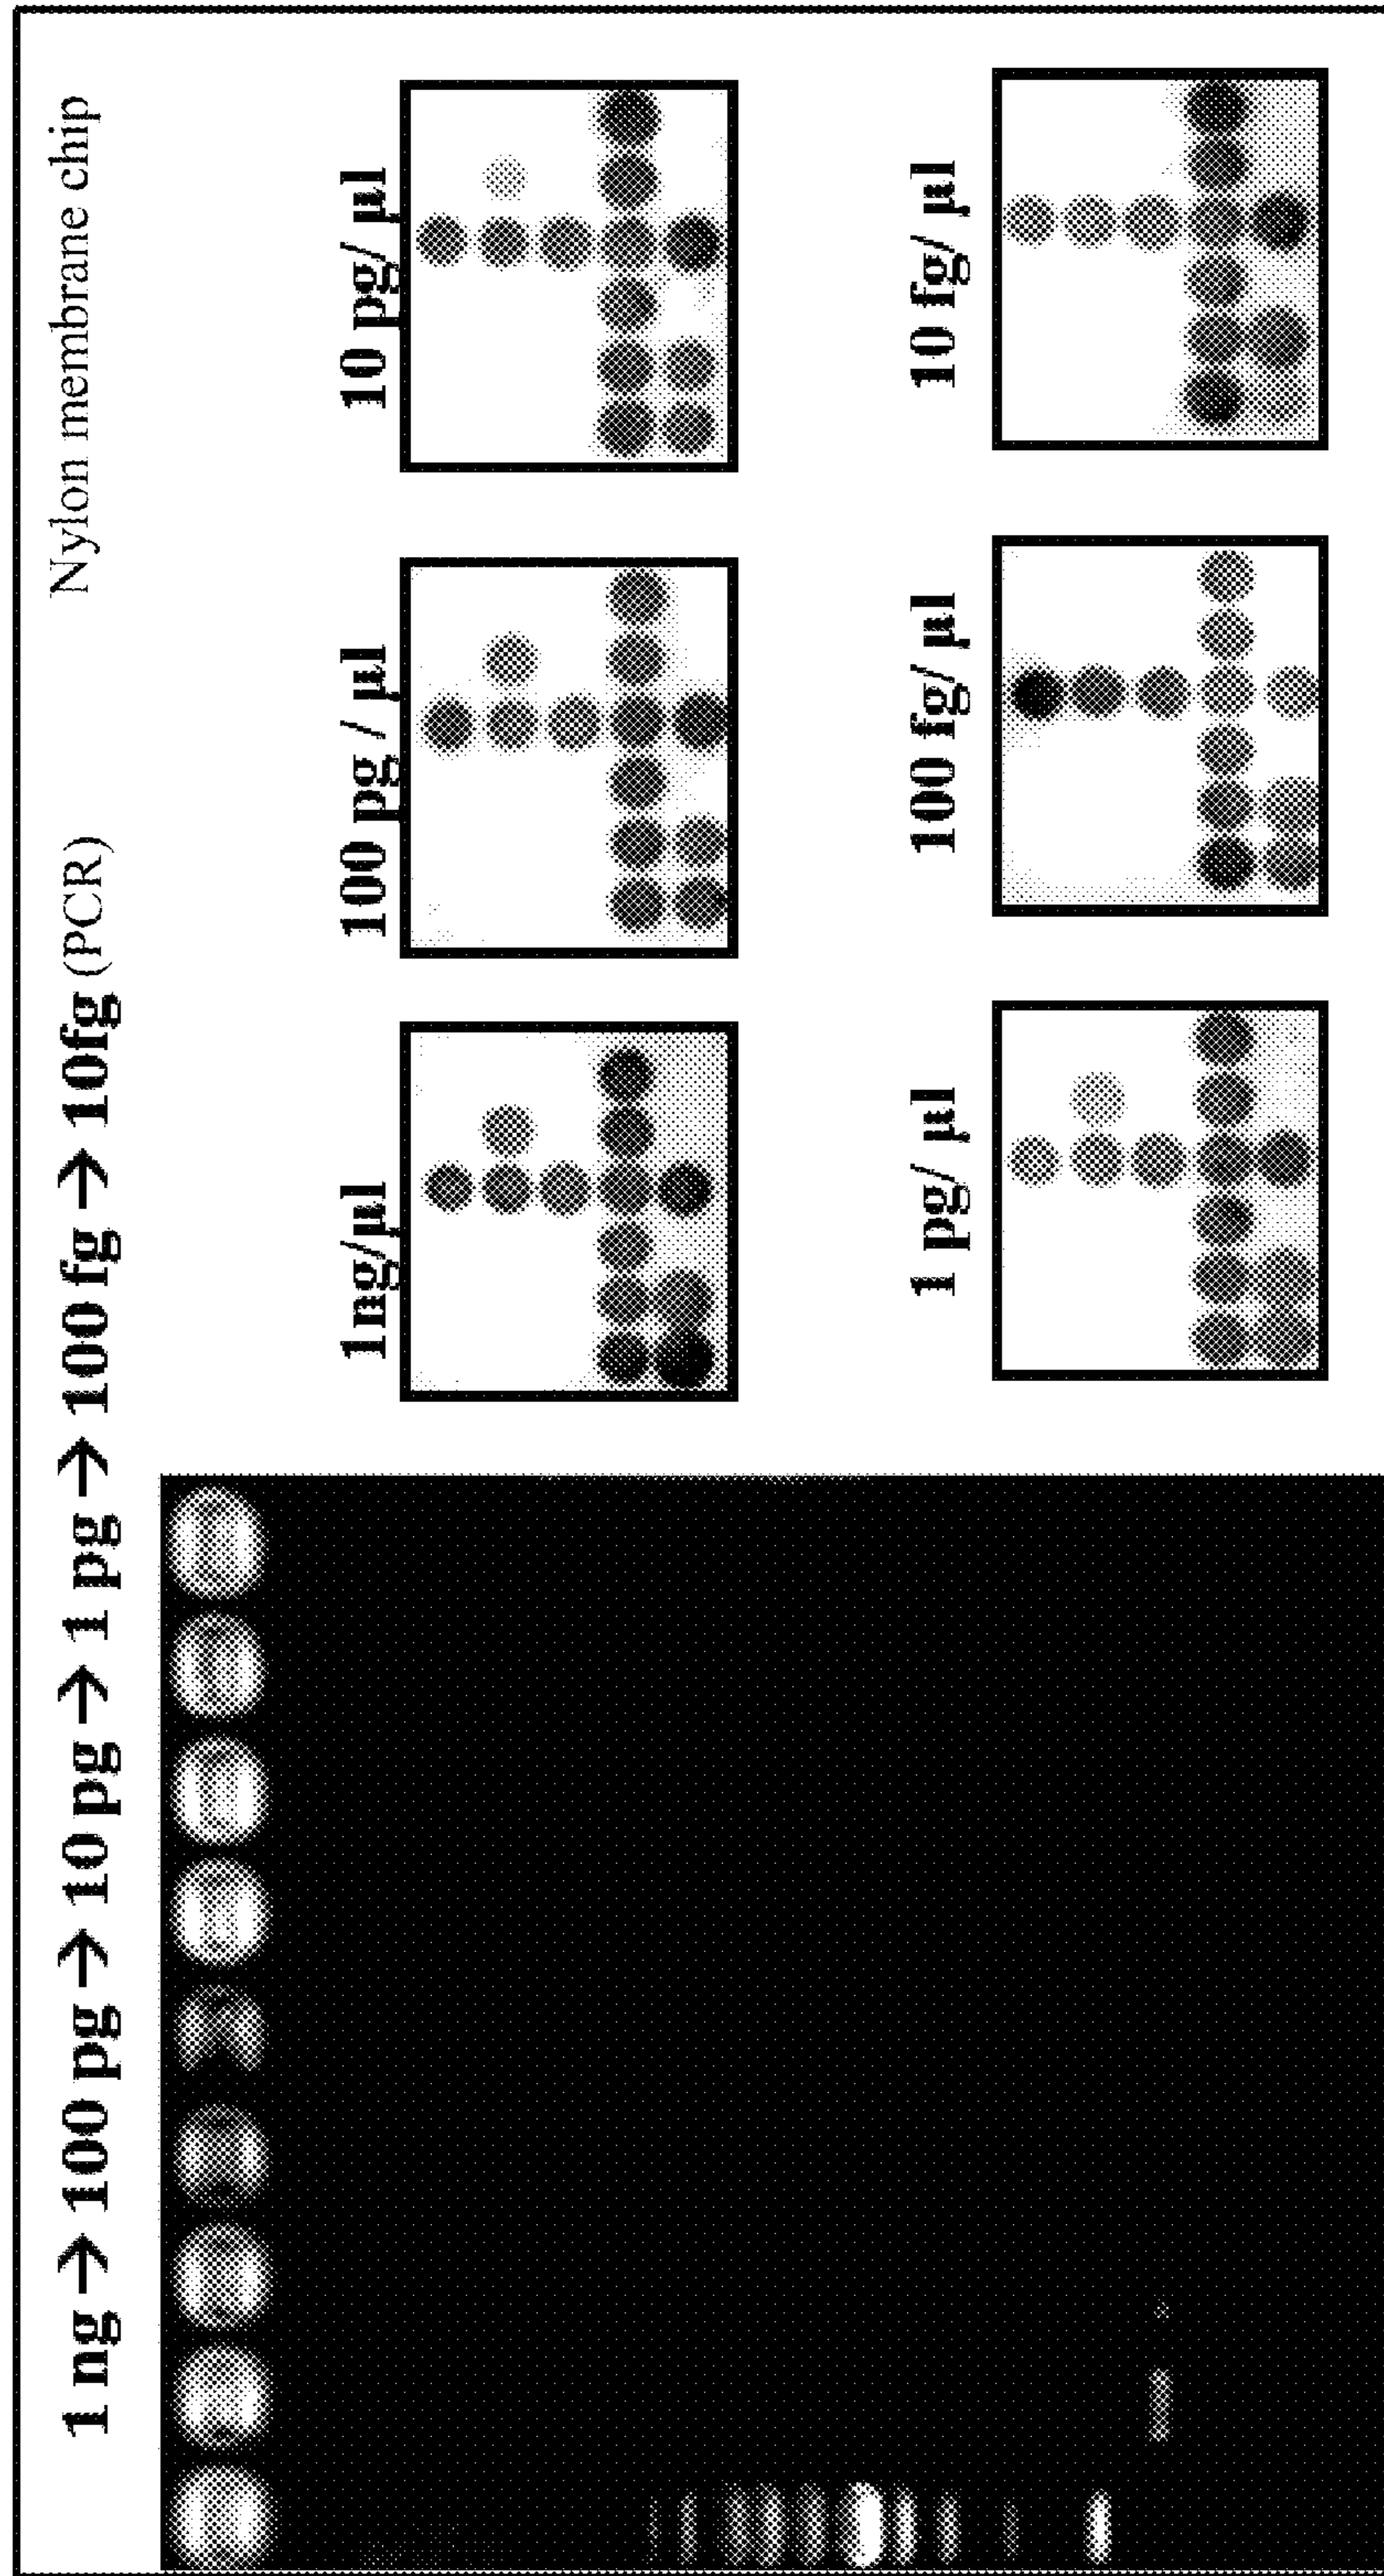 1 ng → 100 pg → 10 pg → 1 pg → 100 fg → 10fg (PCR)
Nylon membrane chip
1ng/µl
100 pg / µl
10 pg/ µl
1 pg/ µl
100 fg/ µl
10 fg/ µl